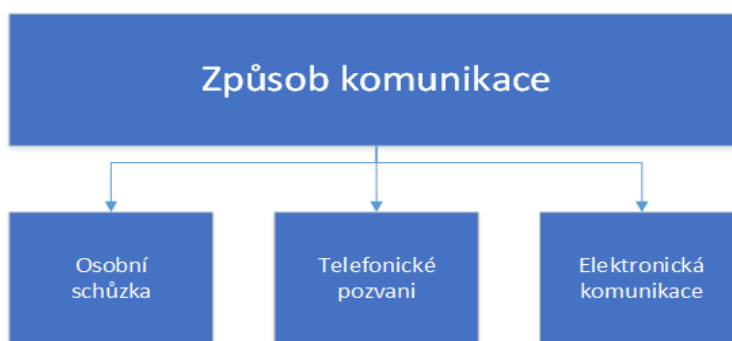 Způsob komunikace
Osobní
schůzka
Telefonické
pozvani
Elektronická
komunikace